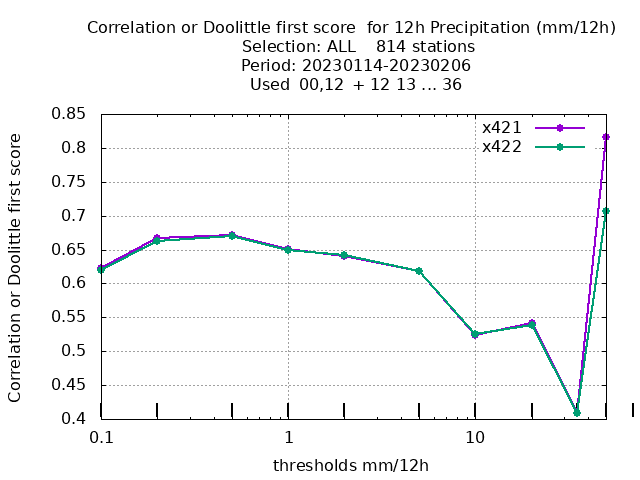 Correlation or Doolittle first score  for 12h Precipitation (mm/12h)
Selection: ALL    814 stations
Period: 20230114-20230206
Used  00,12  + 12 13 ... 36
Correlation or Doolittle first score
0.85
0.8
0.75
0.7
0.65
0.6
0.55
0.5
0.45
0.4
x421
x422
0.1
1
10
thresholds mm/12h